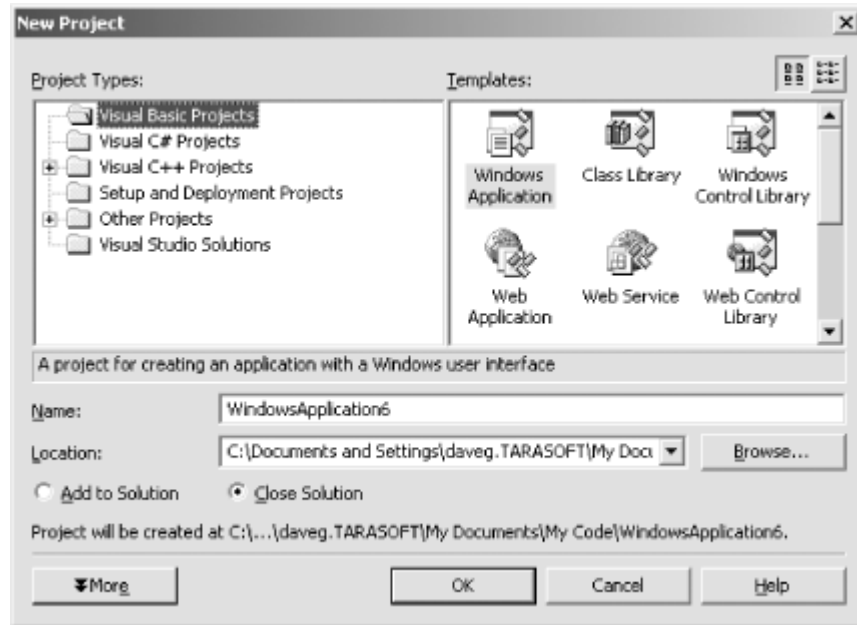 New Project
Project Types:
Templates:
Visual Basic Projects
Visual C# Projects
Visual C++ Projects
Setup and Deployment Projects
Other Projects
Visual Studio Solutions
Windows Application
Class Library
Windows Control Library
Web Application
Web Service
Web Control Library
A project for creating an application with a Windows user interface
Name:
WindowsApplication6
Location:
C:\Documents and Settings\daveg.TARASOFT\My Docu
Browse...
Add to Solution
Close Solution
Project will be created at C:\...\daveg.TARASOFT\My Documents\My Code\WindowsApplication6.
More
OK
Cancel
Help